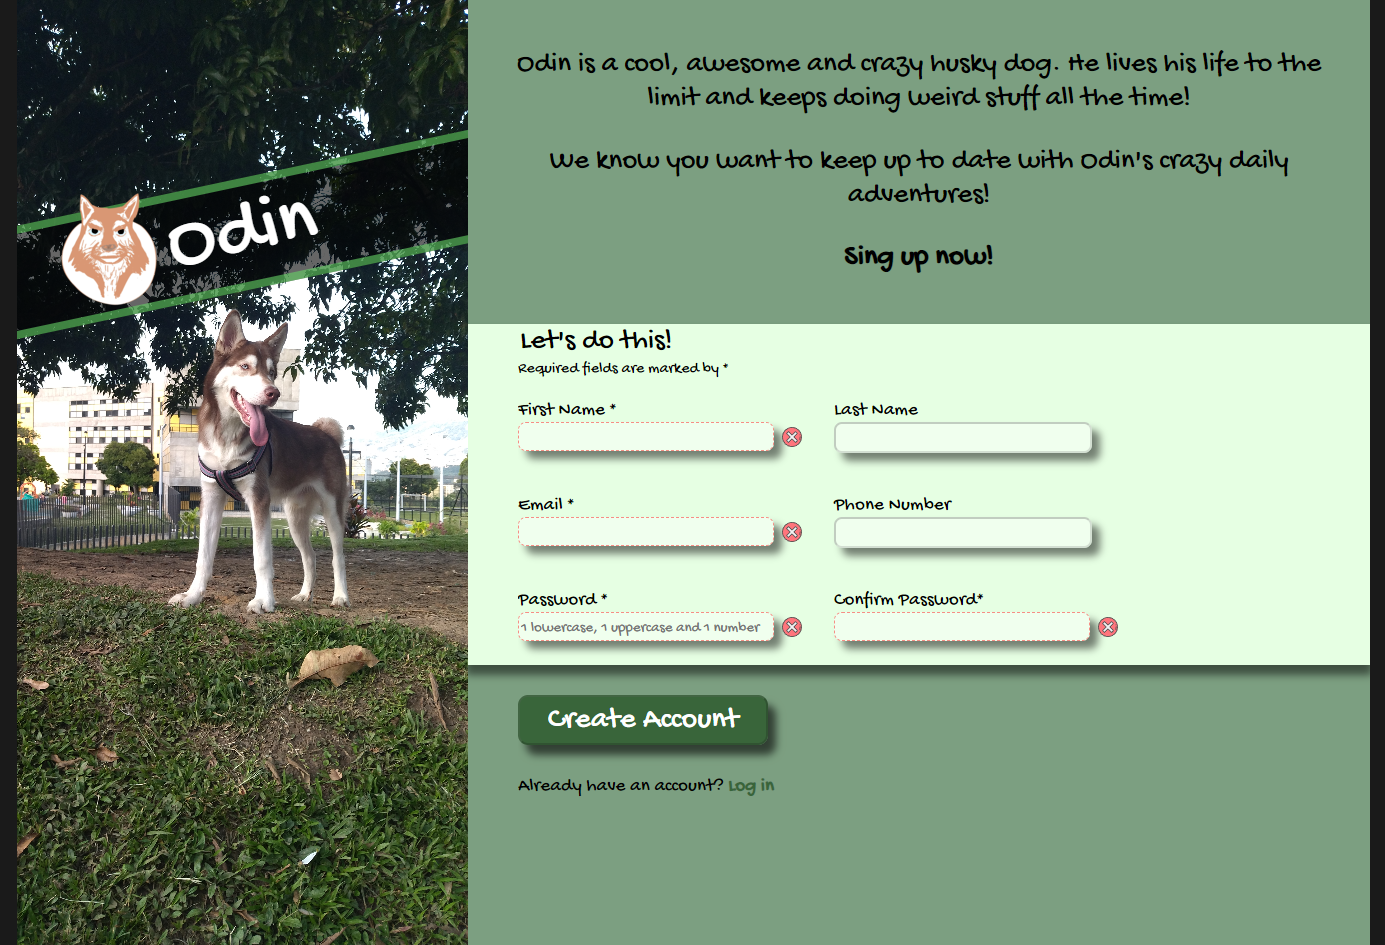 Odin
Odin is a cool, awesome and crazy husky dog. He lives his life to the
limit and keeps doing weird stuff all the time!
We know you want to keep up to date with Odin's crazy daily
adventures!
Sing up now!
Let's do this!
Required fields are marked by *
First Name *
Last Name
Email *
Phone Number
Password *
Confirm Password*
1 lowercase, 1 uppercase and 1 number
Create Account
Already have an account? Log in